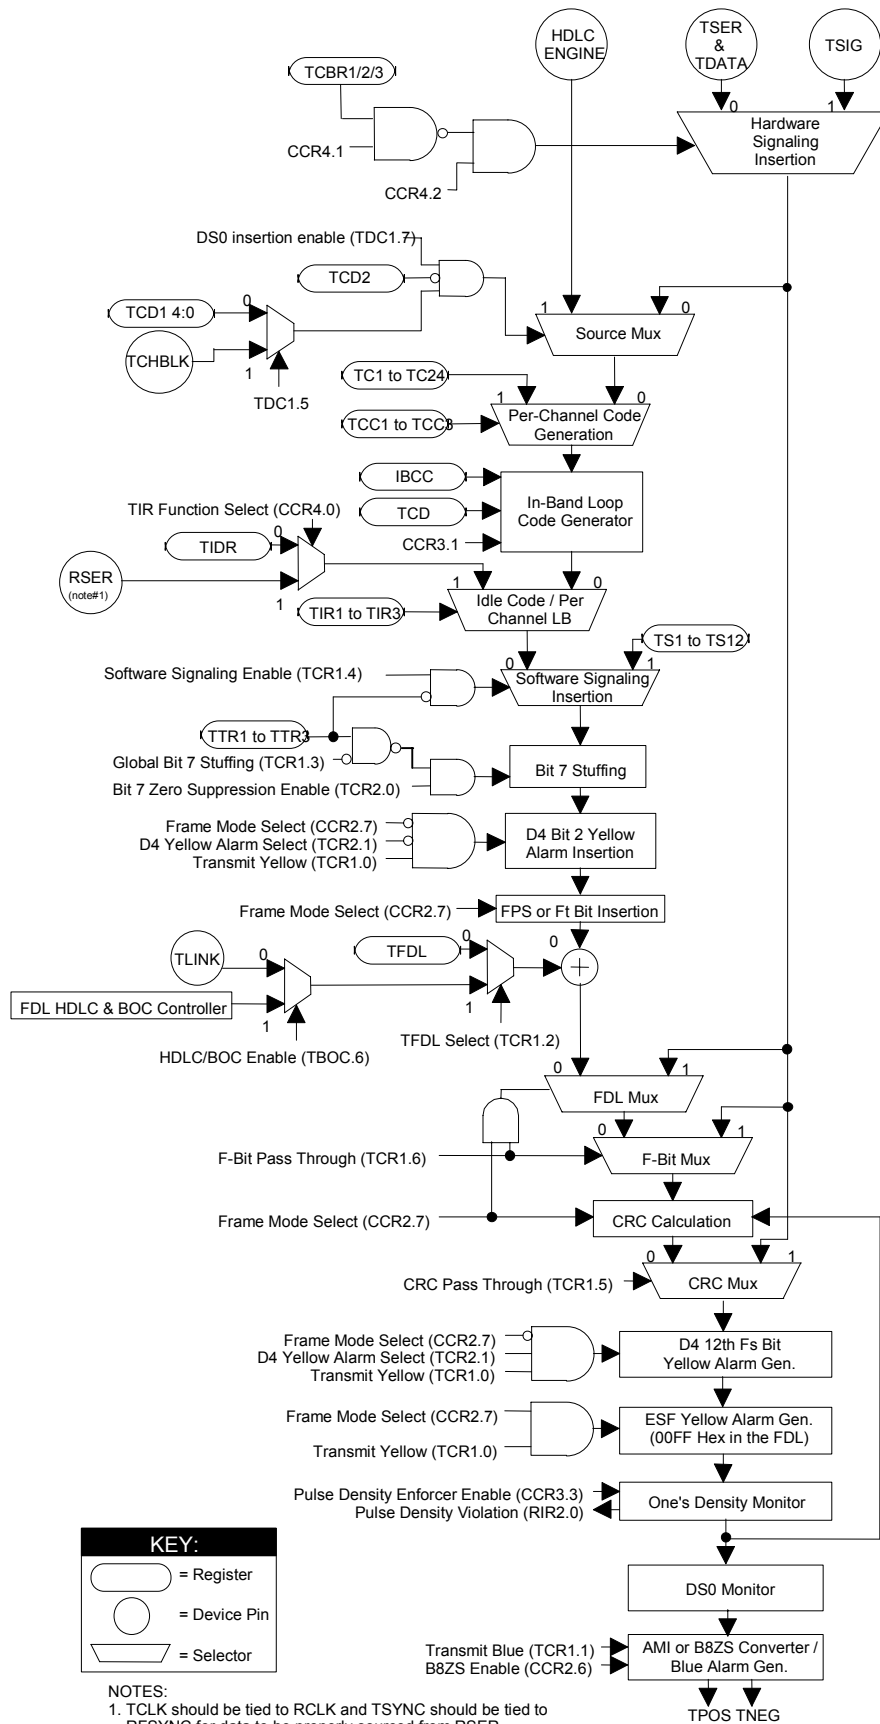 HDLC
ENGINE
TSER
&
TDATA
TSIG
TCBR1/2/3
0
1
Hardware
Signaling
Insertion
CCR4.1
CCR4.2
DS0 insertion enable (TDC1.7)
TCD2
TCD1 4:0
0
1
0
Source Mux
TCHBLK
1
TDC1.5
TC1 to TC24
1
0
TCC1 to TCC3
Per-Channel Code
Generation
IBCC
TCD
In-Band Loop
Code Generator
CCR3.1
TIR Function Select (CCR4.0)
0
TIDR
RSER
(note#1)
1
1
0
TIR1 to TIR3
Idle Code / Per
Channel LB
TS1 to TS12
0
1
Software Signaling Enable (TCR1.4)
Software Signaling
Insertion
TTR1 to TTR3
Global Bit 7 Stuffing (TCR1.3)
Bit 7 Zero Suppression Enable (TCR2.0)
Bit 7 Stuffing
Frame Mode Select (CCR2.7)
D4 Yellow Alarm Select (TCR2.1)
Transmit Yellow (TCR1.0)
D4 Bit 2 Yellow
Alarm Insertion
Frame Mode Select (CCR2.7)
FPS or Ft Bit Insertion
TLINK
0
TFDL
0
0
+
FDL HDLC & BOC Controller
1
1
HDLC/BOC Enable (TBOC.6)
TFDL Select (TCR1.2)
0
1
FDL Mux
0
1
F-Bit Pass Through (TCR1.6)
F-Bit Mux
Frame Mode Select (CCR2.7)
CRC Calculation
0
1
CRC Pass Through (TCR1.5)
CRC Mux
Frame Mode Select (CCR2.7)
D4 Yellow Alarm Select (TCR2.1)
Transmit Yellow (TCR1.0)
D4 12th Fs Bit
Yellow Alarm Gen.
Frame Mode Select (CCR2.7)
Transmit Yellow (TCR1.0)
ESF Yellow Alarm Gen.
(00FF Hex in the FDL)
Pulse Density Enforcer Enable (CCR3.3)
Pulse Density Violation (RIR2.0)
One's Density Monitor
KEY:
= Register
= Device Pin
= Selector
DS0 Monitor
Transmit Blue (TCR1.1)
B8ZS Enable (CCR2.6)
AMI or B8ZS Converter /
Blue Alarm Gen.
TPOS TNEG
NOTES:
1. TCLK should be tied to RCLK and TSYNC should be tied to
RFSYNC for data to be properly sourced from RSER